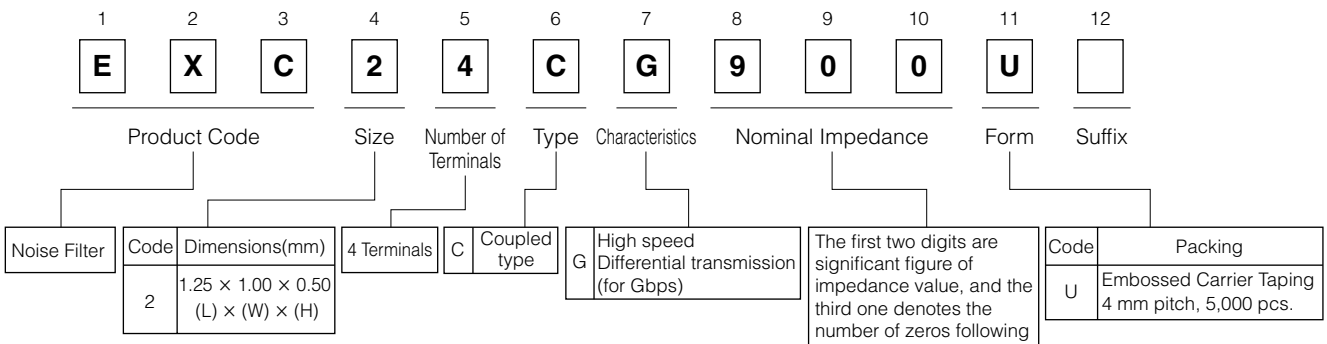 1 2 3 4 5 6 7 8 9 10 11 12
E X C 2 4 C G 9 0 0 U
Product Code Size Number of Terminals Type Characteristics Nominal Impedance Form Suffix
Noise Filter
Code Dimensions(mm)
2 1.25 × 1.00 × 0.50
(L) × (W) × (H)
4 Terminals
C Coupled
type
G High speed
Differential transmission
(for Gbps)
The first two digits are
significant figure of
impedance value, and the
third one denotes the
number of zeros following
Code Packing
U Embossed Carrier Taping
4 mm pitch, 5,000 pcs.